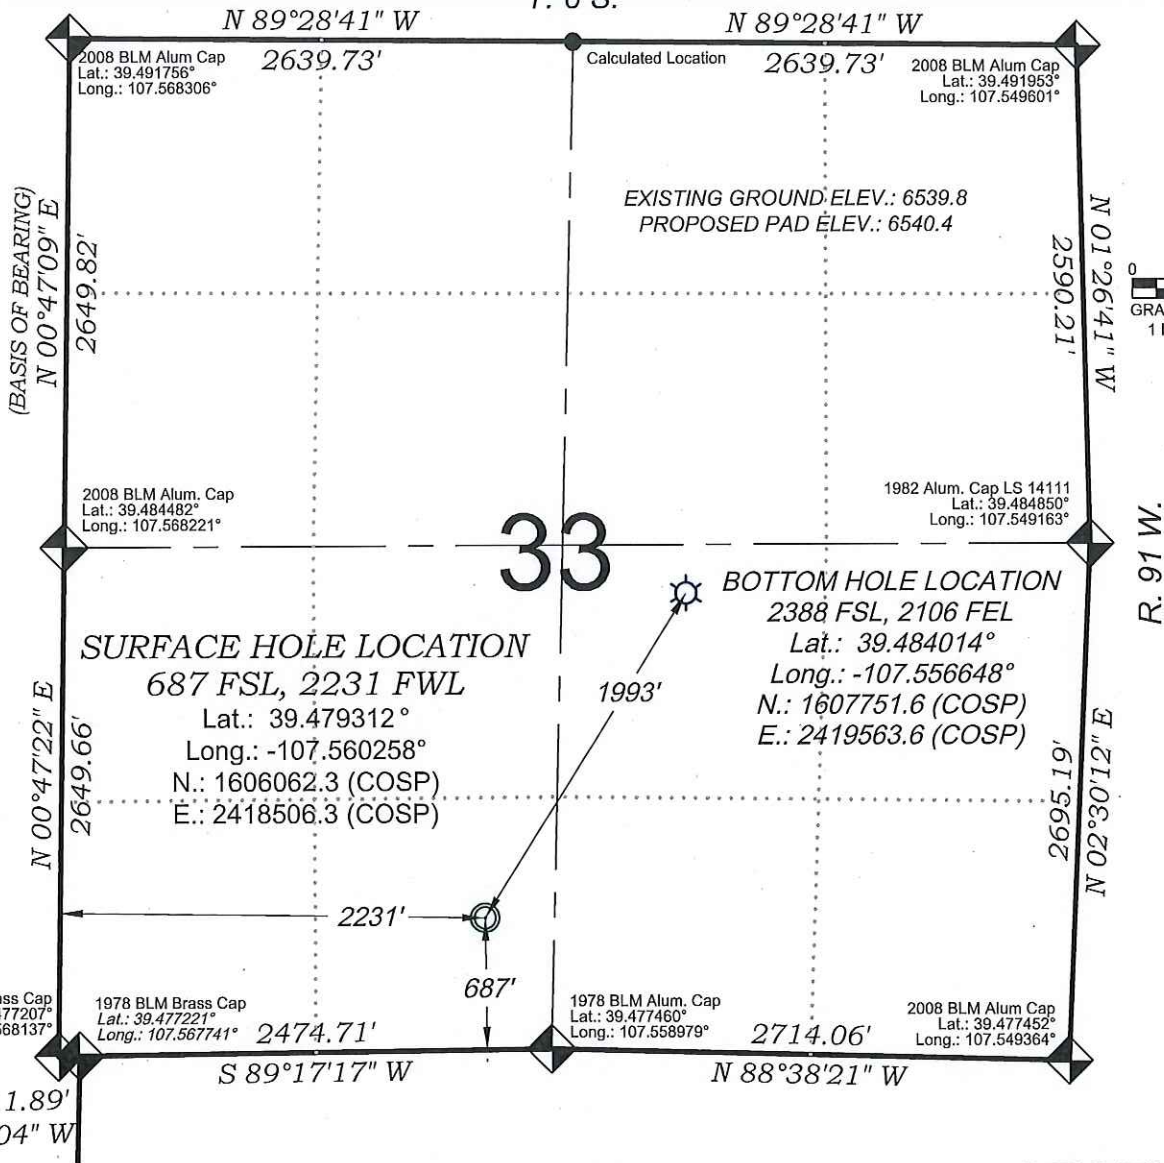 N 89°28'41" W
N 89°28'41" W
2008 BLM Alum Cap
Lat.: 39.491756°
Long.: 107.568306°
2639.73'
Calculated Location
2639.73'
2008 BLM Alum Cap
Lat.: 39.491953°
Long.: 107.549601°
(BASIS OF BEARING)
N 00°47'09" E
2649.82'
EXISTING GROUND ELEV.: 6539.8
PROPOSED PAD ELEV.: 6540.4
2590.21'
N 01°26'41" W
0
2008 BLM Alum. Cap
Lat.: 39.484482°
Long.: 107.568221°
33
1982 Alum. Cap LS 14111
Lat.: 39.484850°
Long.: 107.549163°
R. 91 W.
SURFACE HOLE LOCATION
687 FSL, 2231 FWL
Lat.: 39.479312°
Long.: -107.560258°
N.: 1606062.3 (COSP)
E.: 2418506.3 (COSP)
BOTTOM HOLE LOCATION
2388 FSL, 2106 FEL
Lat.: 39.484014°
Long.: -107.556648°
N.: 1607751.6 (COSP)
E.: 2419563.6 (COSP)
1993'
N 00°47'22" E
2649.66'
2695.19'
N 02°30'12" E
2231'
687'
1978 BLM Brass Cap
Lat.: 39.477221°
Long.: 107.567741°
2474.71'
S 89°17'17" W
1978 BLM Alum. Cap
Lat.: 39.477460°
Long.: 107.558979°
2714.06'
N 88°38'21" W
2008 BLM Alum Cap
Lat.: 39.477452°
Long.: 107.549364°
ass Cap
77207°
568137°
1.89'
04" W